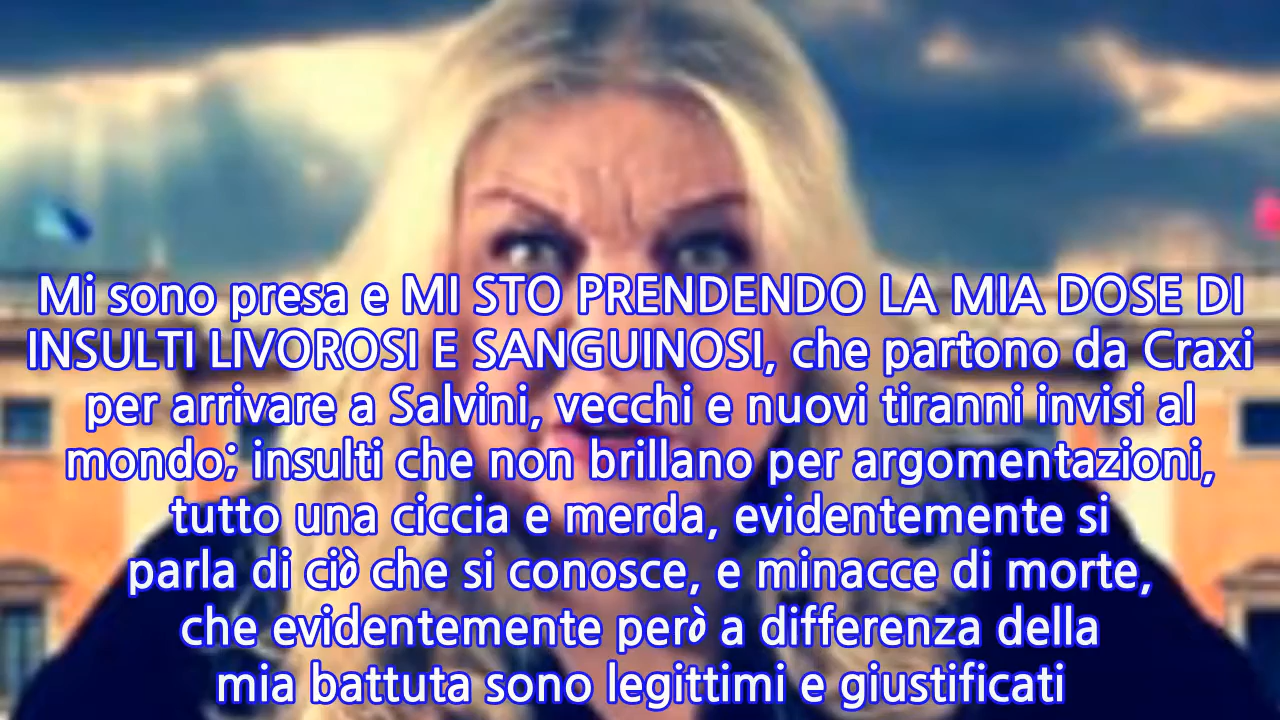 Mi sono presa e MI STO PRENDENDO LA MIA DOSE DI
INSULTI LIVOROSI E SANGUINOSI, che partono da Craxi
per arrivare a Salvini, vecchi e nuovi tiranni invisi al
mondo; insulti che non brillano per argomentazioni,
tutto una ciccia e merda, evidentemente si
parla di ciò che si conosce, e minacce di morte,
che evidentemente però a differenza della
mia battuta sono legittimi e giustificati